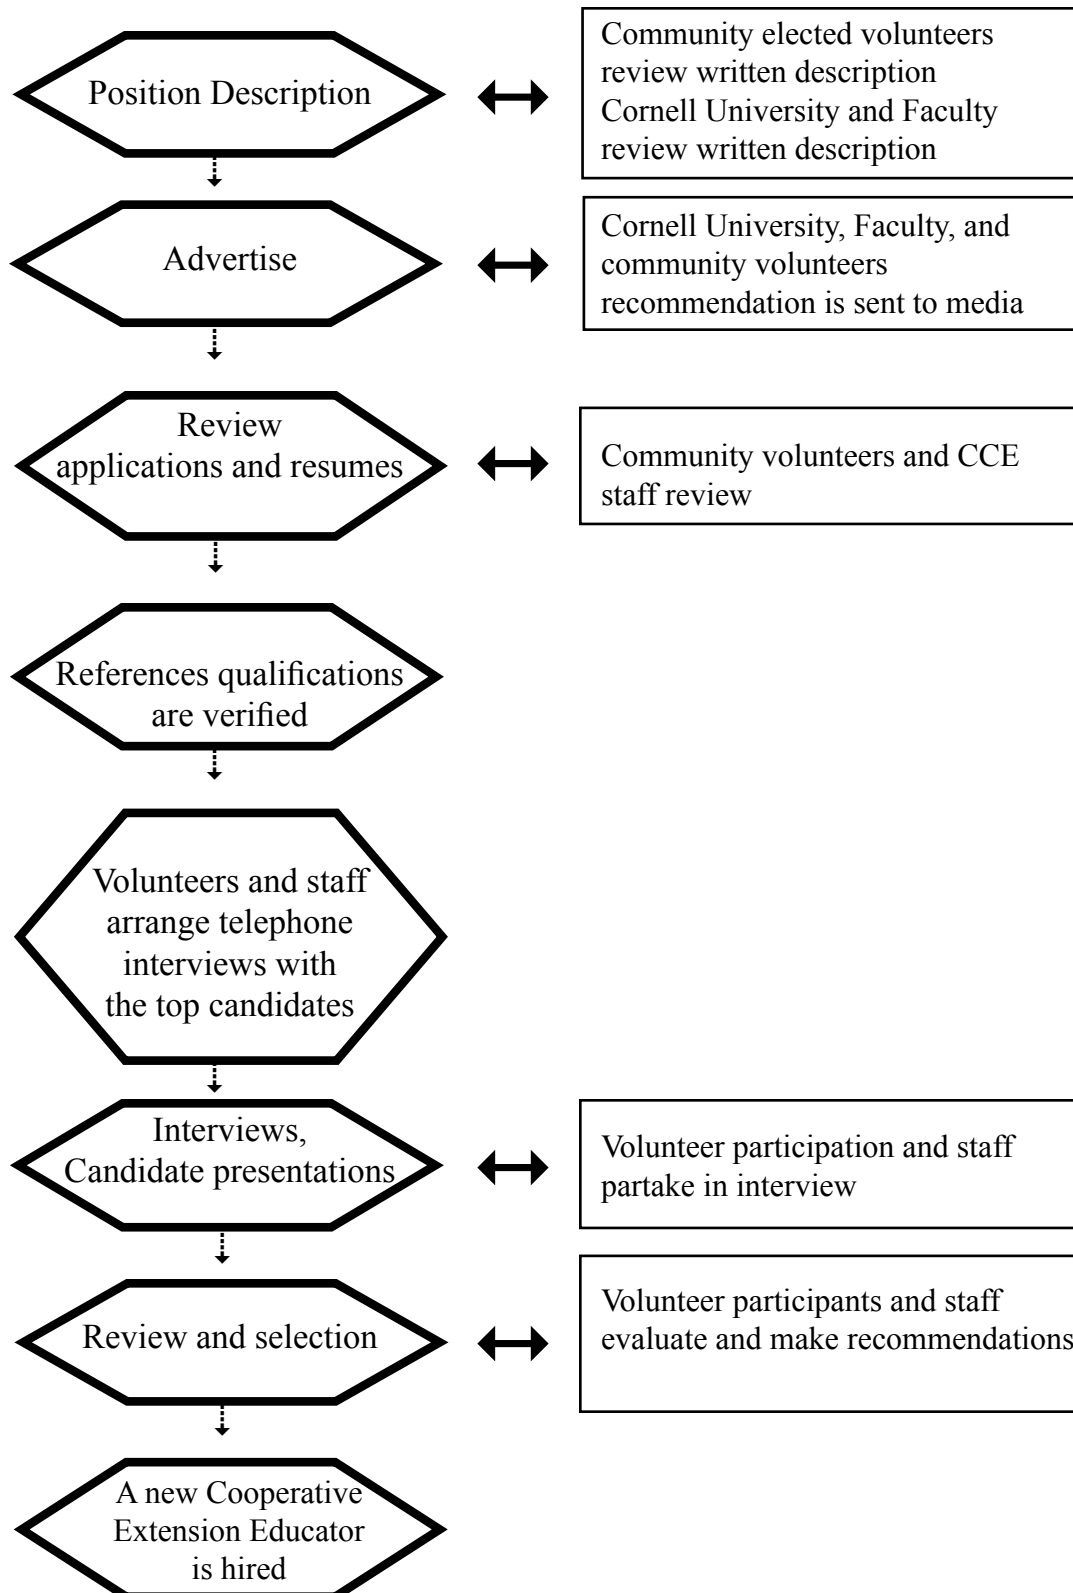 Position Description
Community elected volunteers
review written description
Cornell University and Faculty
review written description
Advertise
Cornell University, Faculty, and
community volunteers
recommendation is sent to media
Review
applications and resumes
Community volunteers and CCE
staff review
References qualifications
are verified
Volunteers and staff
arrange telephone
interviews with
the top candidates
Interviews,
Candidate presentations
Volunteer participation and staff
partake in interview
Review and selection
Volunteer participants and staff
evaluate and make recommendations
A new Cooperative
Extension Educator
is hired